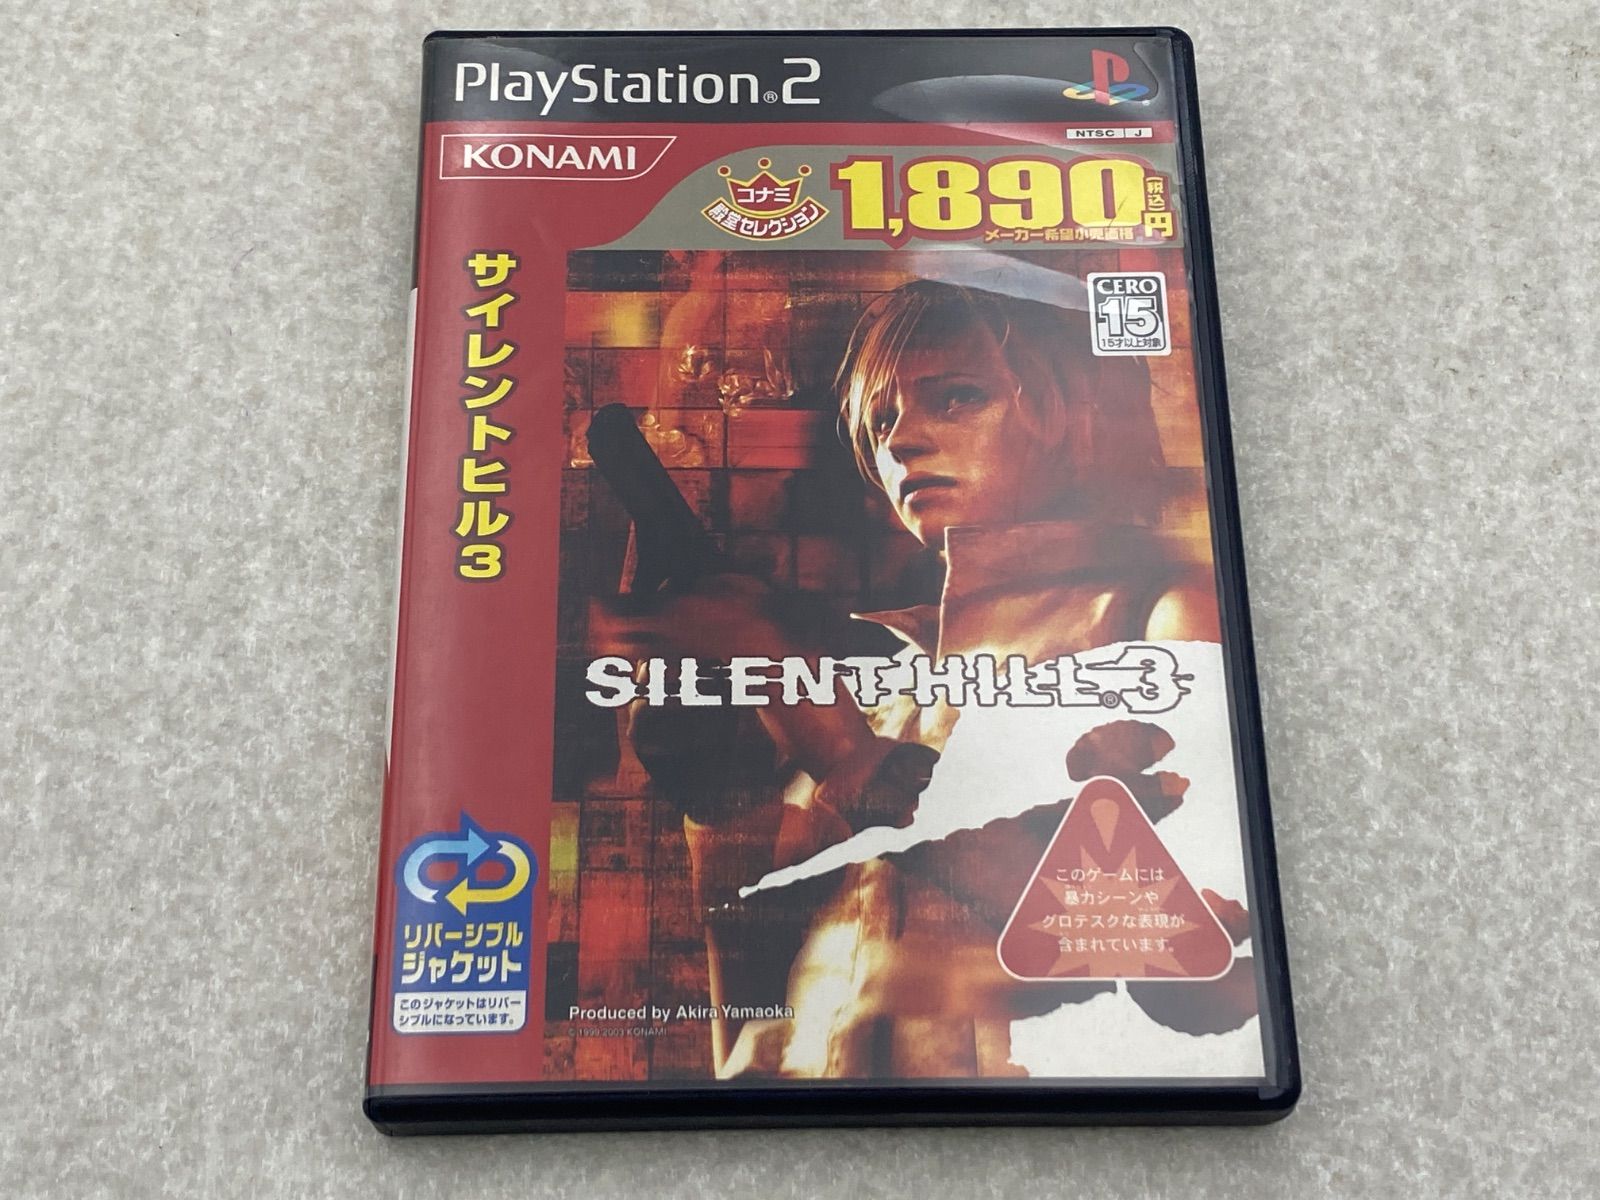 PlayStation®2
NTSC J
KONAMI
コナミ
殿堂セレクション
1,890円
(税込)
メーカー希望小売価格
サイレントヒル3
CERO
15
15才以上対象
SILENT HILL®3
このゲームには
暴力シーンや
グロテスクな表現が
含まれています。
リバーシブル
ジャケット
このジャケットはリバー
シブルになっています。
Produced by Akira Yamaoka
© 1999 2003 KONAMI